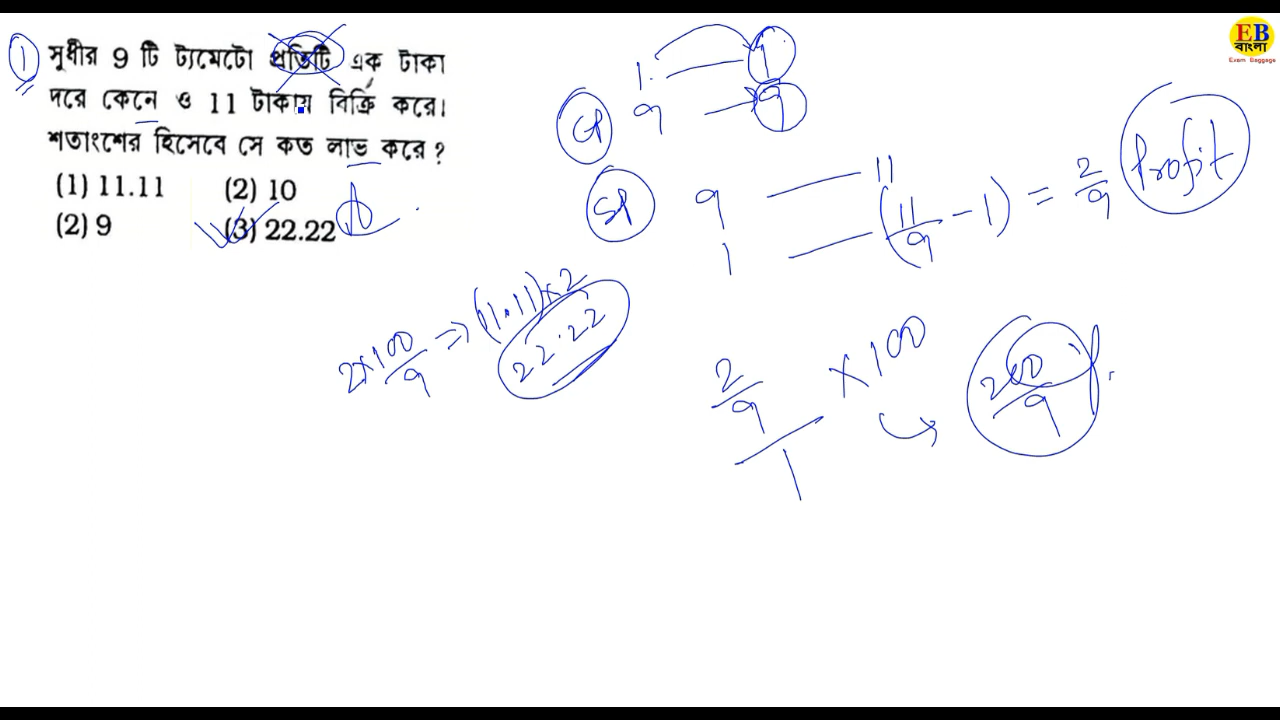 ① সুধীর 9 টি ট্যমেটো প্রতিটি এক টাকা
দরে কেনে ও 11 টাকায় বিক্রি করে।
শতাংশের হিসেবে সে কত লাভ করে ?
(1) 11.11 (2) 10
(2) 9 (3) 22.22
1. 9
CP 9 9
SP 9 11
1 (11/9 - 1) = 2/9 Profit
2×100/9 ⇒ (11.11)×2
22.22
2/9 / 1 × 100 200/9
EB
বাংলা
Exam Baggage